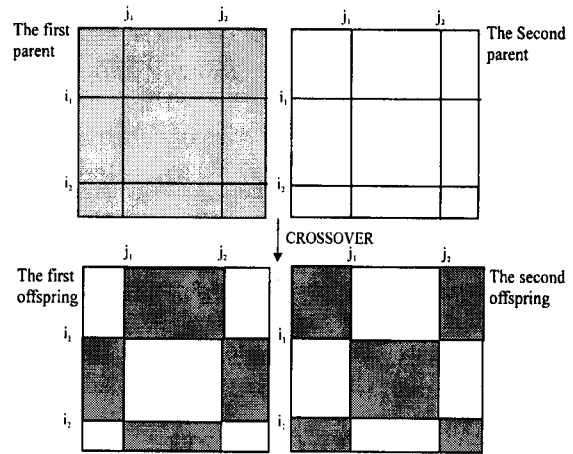 j₁ j₂ j₁ j₂
The first
parent
The Second
parent
i₁
i₁
i₂
i₂
CROSSOVER
j₁ j₂ j₁ j₂
The first
offspring
The second
offspring
i₁
i₁
i₂
i₂